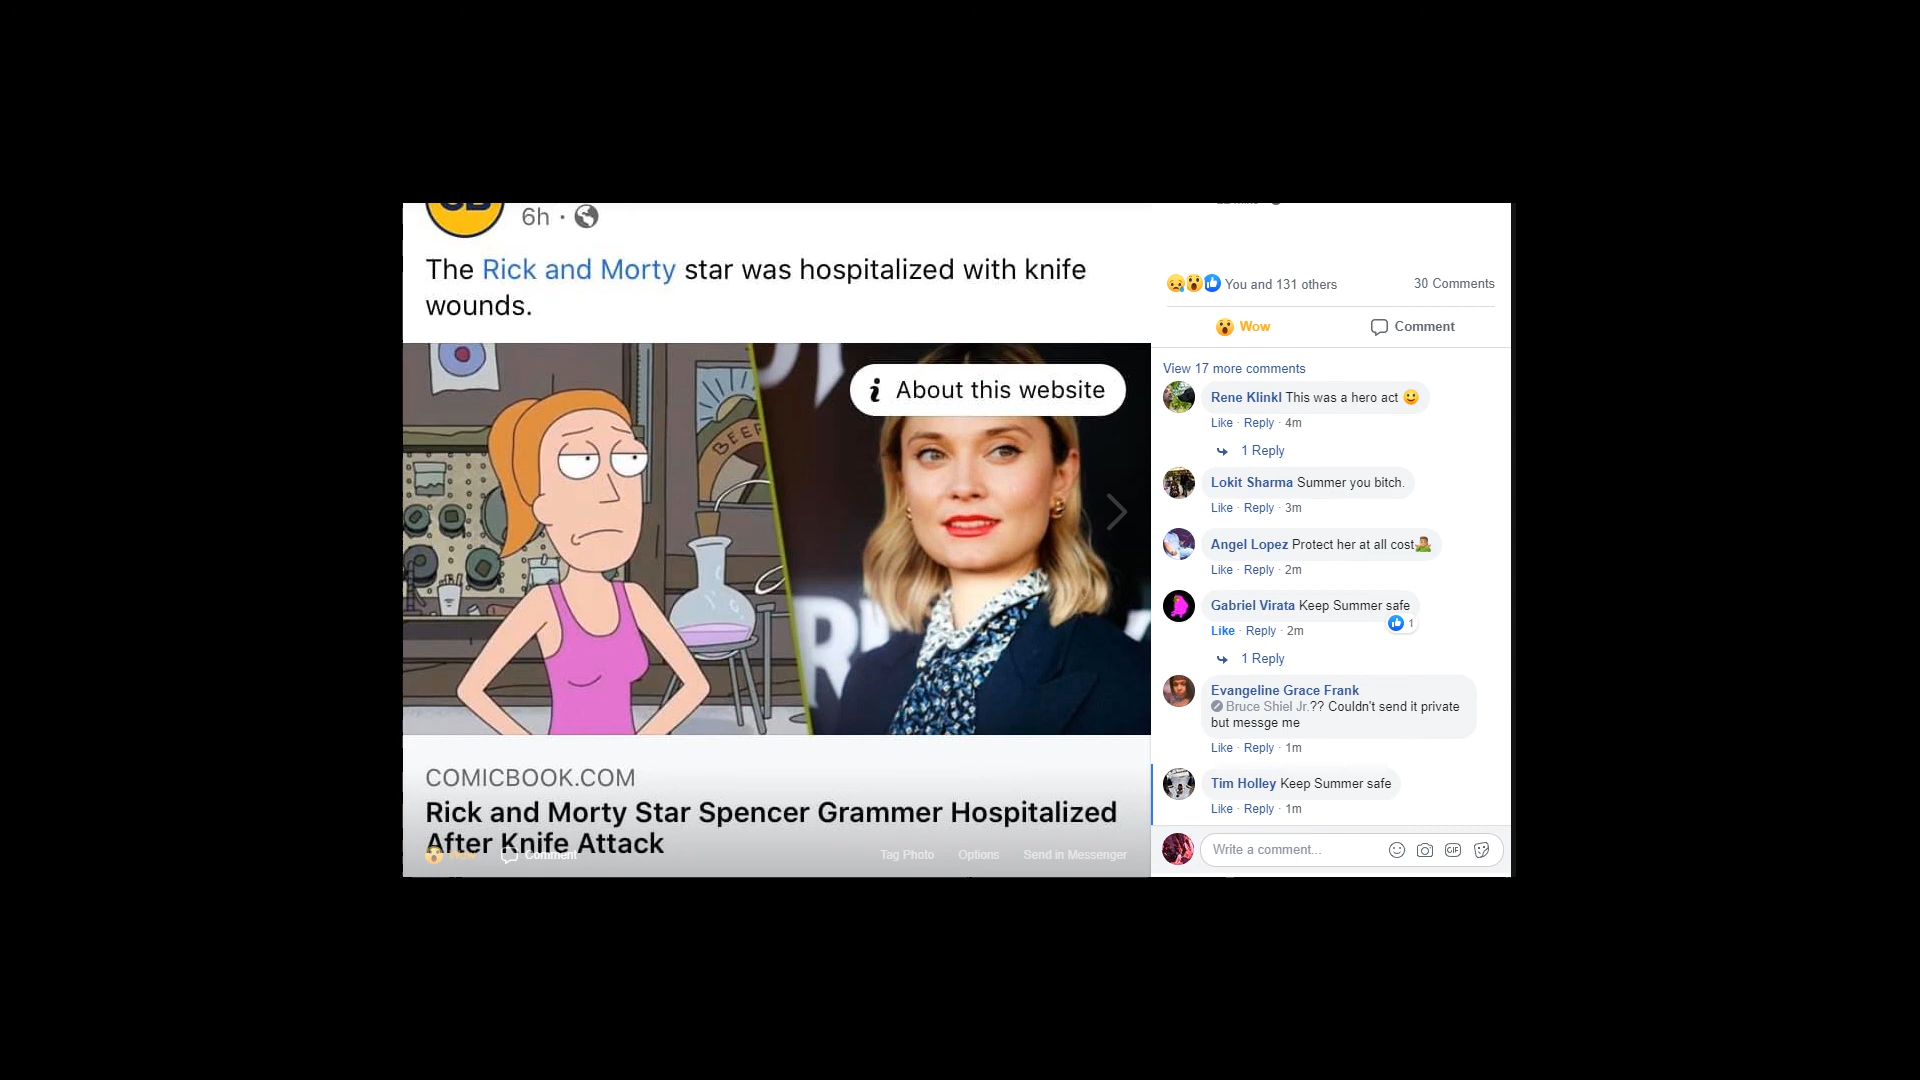 6h ·
The Rick and Morty star was hospitalized with knife
wounds.
BEER
About this website
COMICBOOK.COM
Rick and Morty Star Spencer Grammer Hospitalized
After Knife Attack
Wow Comment Tag Photo Options Send in Messenger
You and 131 others 30 Comments
Wow Comment
View 17 more comments
Rene Klinkl This was a hero act
Like · Reply · 4m
1 Reply
Lokit Sharma Summer you bitch.
Like · Reply · 3m
Angel Lopez Protect her at all cost
Like · Reply · 2m
Gabriel Virata Keep Summer safe
1
Like · Reply · 2m
1 Reply
Evangeline Grace Frank
Bruce Shiel Jr.?? Couldn't send it private
but messge me
Like · Reply · 1m
Tim Holley Keep Summer safe
Like · Reply · 1m
Write a comment...
GIF